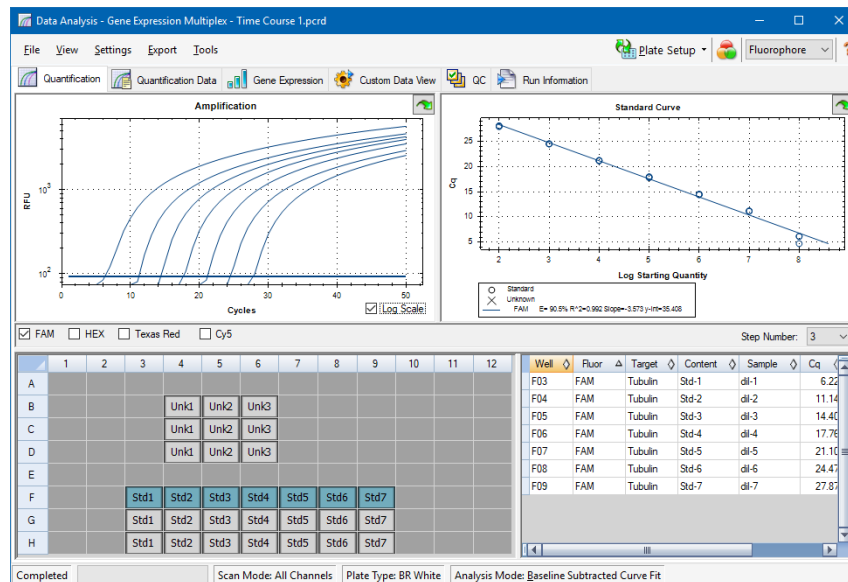 Data Analysis - Gene Expression Multiplex - Time Course 1.pcrd
File View Settings Export Tools Plate Setup Fluorophore
Quantification Quantification Data Gene Expression Custom Data View QC Run Information
Amplification
10^3
10^2
RFU
0 10 20 30 40 50
Cycles
Log Scale
Standard Curve
25
20
15
10
5
Cq
2 3 4 5 6 7 8
Log Starting Quantity
Standard
Unknown
FAM E= 90.5% R^2=0.992 Slope=-3.573 y-int=35.408
FAM HEX Texas Red Cy5 Step Number: 3
1 2 3 4 5 6 7 8 9 10 11 12
A
B Unk1 Unk2 Unk3
C Unk1 Unk2 Unk3
D Unk1 Unk2 Unk3
E
F Std1 Std2 Std3 Std4 Std5 Std6 Std7
G Std1 Std2 Std3 Std4 Std5 Std6 Std7
H Std1 Std2 Std3 Std4 Std5 Std6 Std7
Well Fluor Target Content Sample Cq
F03 FAM Tubulin Std-1 dil-1 6.22
F04 FAM Tubulin Std-2 dil-2 11.14
F05 FAM Tubulin Std-3 dil-3 14.40
F06 FAM Tubulin Std-4 dil-4 17.76
F07 FAM Tubulin Std-5 dil-5 21.10
F08 FAM Tubulin Std-6 dil-6 24.47
F09 FAM Tubulin Std-7 dil-7 27.87
Completed Scan Mode: All Channels Plate Type: BR White Analysis Mode: Baseline Subtracted Curve Fit